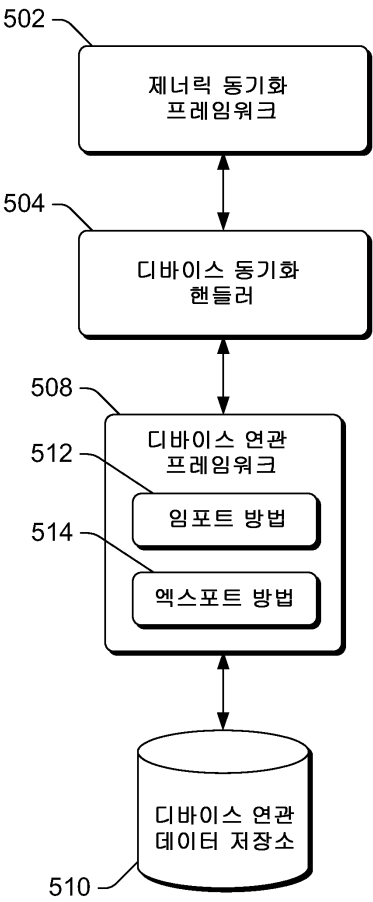 502
제너릭 동기화
프레임워크
504
디바이스 동기화
핸들러
508
디바이스 연관
프레임워크
512
임포트 방법
514
엑스포트 방법
디바이스 연관
데이터 저장소
510